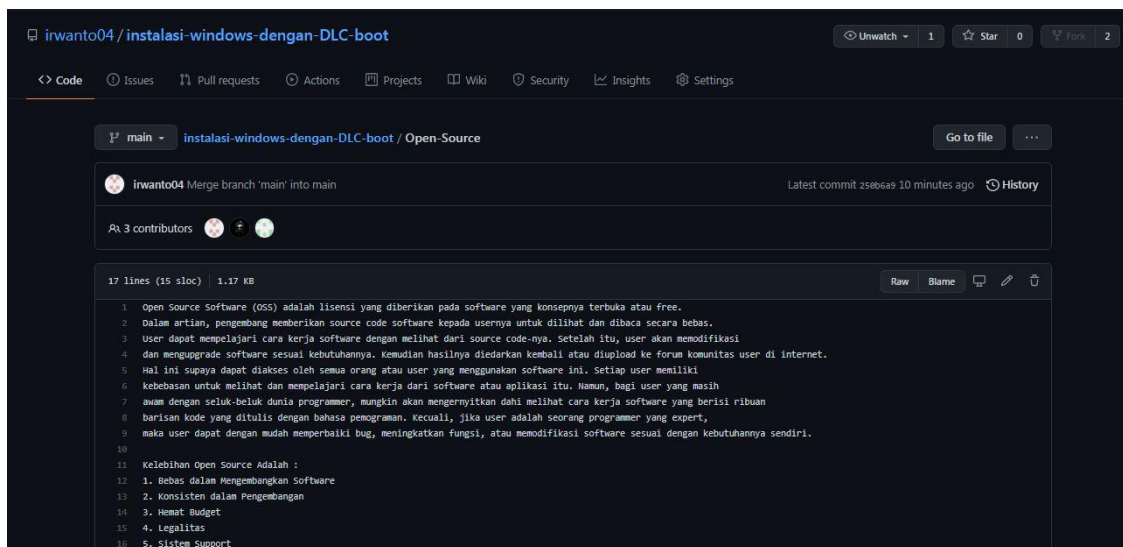 irwanto04 / instalasi-windows-dengan-DLC-boot
Unwatch 1 Star 0 Fork 2
Code Issues Pull requests Actions Projects Wiki Security Insights Settings
main instalasi-windows-dengan-DLC-boot / Open-Source Go to file ...
irwanto04 Merge branch 'main' into main Latest commit 250b6a9 10 minutes ago History
3 contributors
17 lines (15 sloc) 1.17 KB Raw Blame
1 Open Source Software (OSS) adalah lisensi yang diberikan pada software yang konsepnya terbuka atau free.
2 Dalam artian, pengembang memberikan source code software kepada usernya untuk dilihat dan dibaca secara bebas.
3 User dapat mempelajari cara kerja software dengan melihat dari source code-nya. Setelah itu, user akan memodifikasi
4 dan mengupgrade software sesuai kebutuhannya. Kemudian hasilnya diedarkan kembali atau diupload ke forum komunitas user di internet.
5 Hal ini supaya dapat diakses oleh semua orang atau user yang menggunakan software ini. Setiap user memiliki
6 kebebasan untuk melihat dan mempelajari cara kerja dari software atau aplikasi itu. Namun, bagi user yang masih
7 awam dengan seluk-beluk dunia programmer, mungkin akan mengernyitkan dahi melihat cara kerja software yang berisi ribuan
8 barisan kode yang ditulis dengan bahasa pemograman. Kecuali, jika user adalah seorang programmer yang expert,
9 maka user dapat dengan mudah memperbaiki bug, meningkatkan fungsi, atau memodifikasi software sesuai dengan kebutuhannya sendiri.
10
11 Kelebihan Open Source Adalah :
12 1. Bebas dalam Mengembangkan Software
13 2. Konsisten dalam Pengembangan
14 3. Hemat Budget
15 4. Legalitas
16 5. Sistem Support